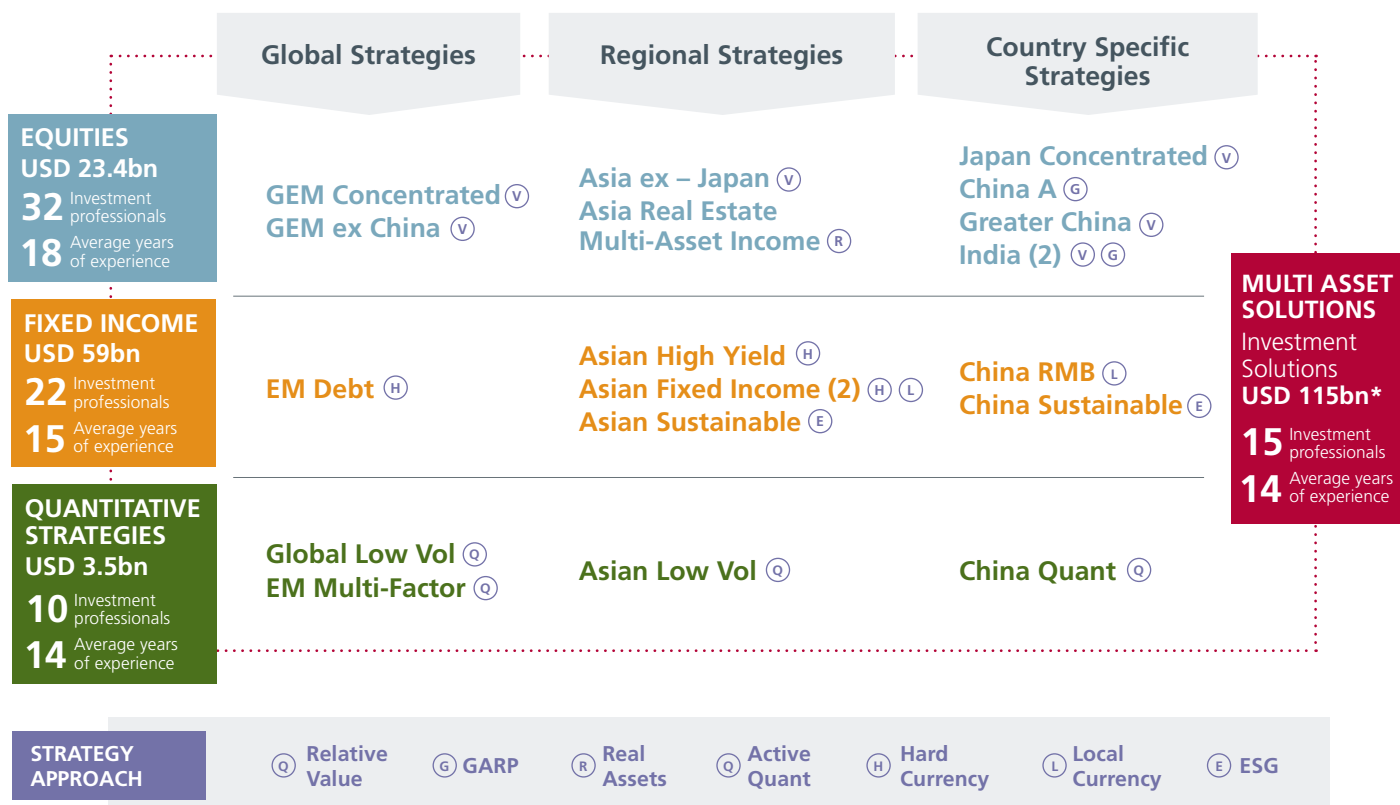 Global Strategies
Regional Strategies
Country Specific
Strategies
EQUITIES
USD 23.4bn
32 Investment
professionals
18 Average years
of experience
GEM Concentrated V
GEM ex China V
Asia ex – Japan V
Asia Real Estate
Multi-Asset Income R
Japan Concentrated V
China A G
Greater China V
India (2) V G
FIXED INCOME
USD 59bn
22 Investment
professionals
15 Average years
of experience
EM Debt H
Asian High Yield H
Asian Fixed Income (2) H L
Asian Sustainable E
China RMB L
China Sustainable E
QUANTITATIVE
STRATEGIES
USD 3.5bn
10 Investment
professionals
14 Average years
of experience
Global Low Vol Q
EM Multi-Factor Q
Asian Low Vol Q
China Quant Q
MULTI ASSET
SOLUTIONS
Investment
Solutions
USD 115bn*
15 Investment
professionals
14 Average years
of experience
STRATEGY
APPROACH
Q Relative
Value
G GARP
R Real
Assets
Q Active
Quant
H Hard
Currency
L Local
Currency
E ESG